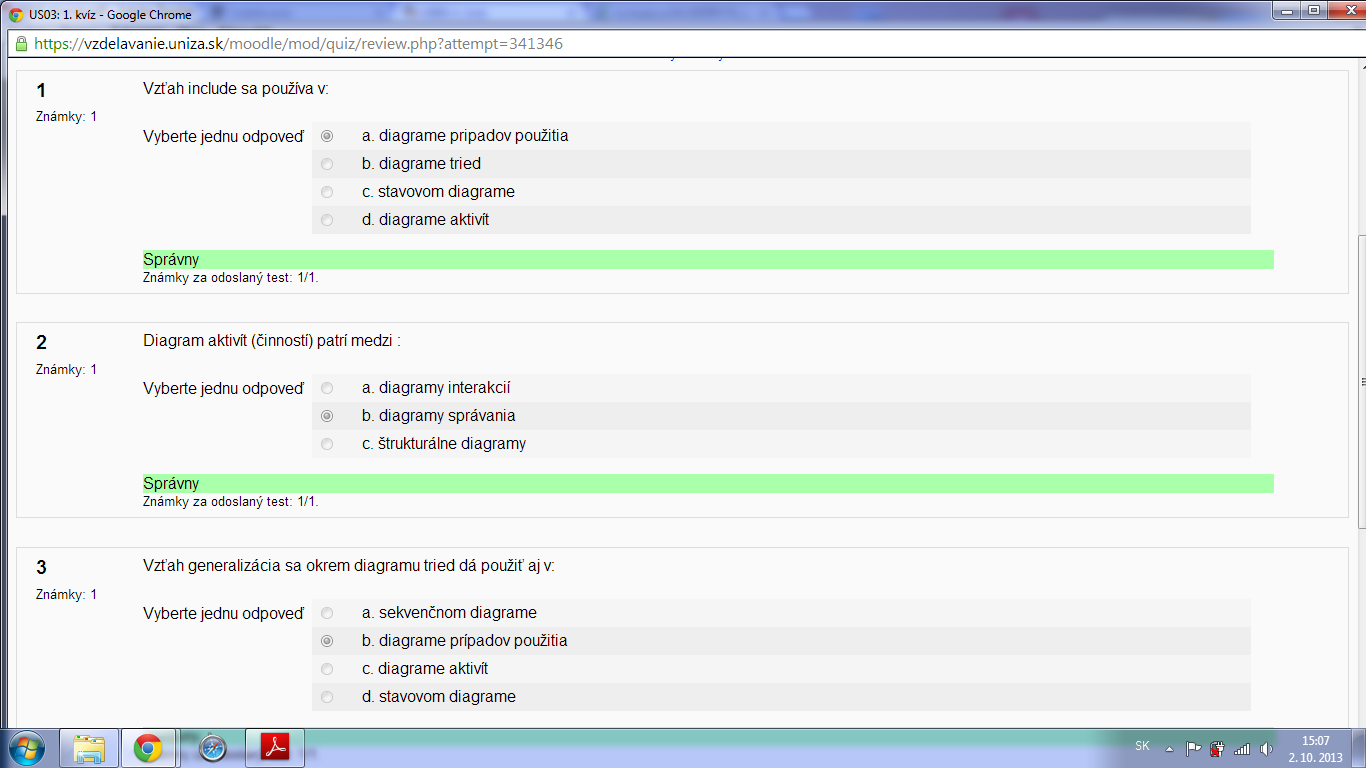 US03: 1. kvíz - Google Chrome
https://vzdelavanie.uniza.sk/moodle/mod/quiz/review.php?attempt=341346
1
Známky: 1
Vzťah include sa používa v:
Vyberte jednu odpoveď
a. diagrame pripadov použitia
b. diagrame tried
c. stavovom diagrame
d. diagrame aktivít
Správny
Známky za odoslaný test: 1/1.
2
Známky: 1
Diagram aktivít (činností) patrí medzi :
Vyberte jednu odpoveď
a. diagramy interakcií
b. diagramy správania
c. štrukturálne diagramy
Správny
Známky za odoslaný test: 1/1.
3
Známky: 1
Vzťah generalizácia sa okrem diagramu tried dá použiť aj v:
Vyberte jednu odpoveď
a. sekvenčnom diagrame
b. diagrame prípadov použitia
c. diagrame aktivít
d. stavovom diagrame
SK
15:07
2. 10. 2013